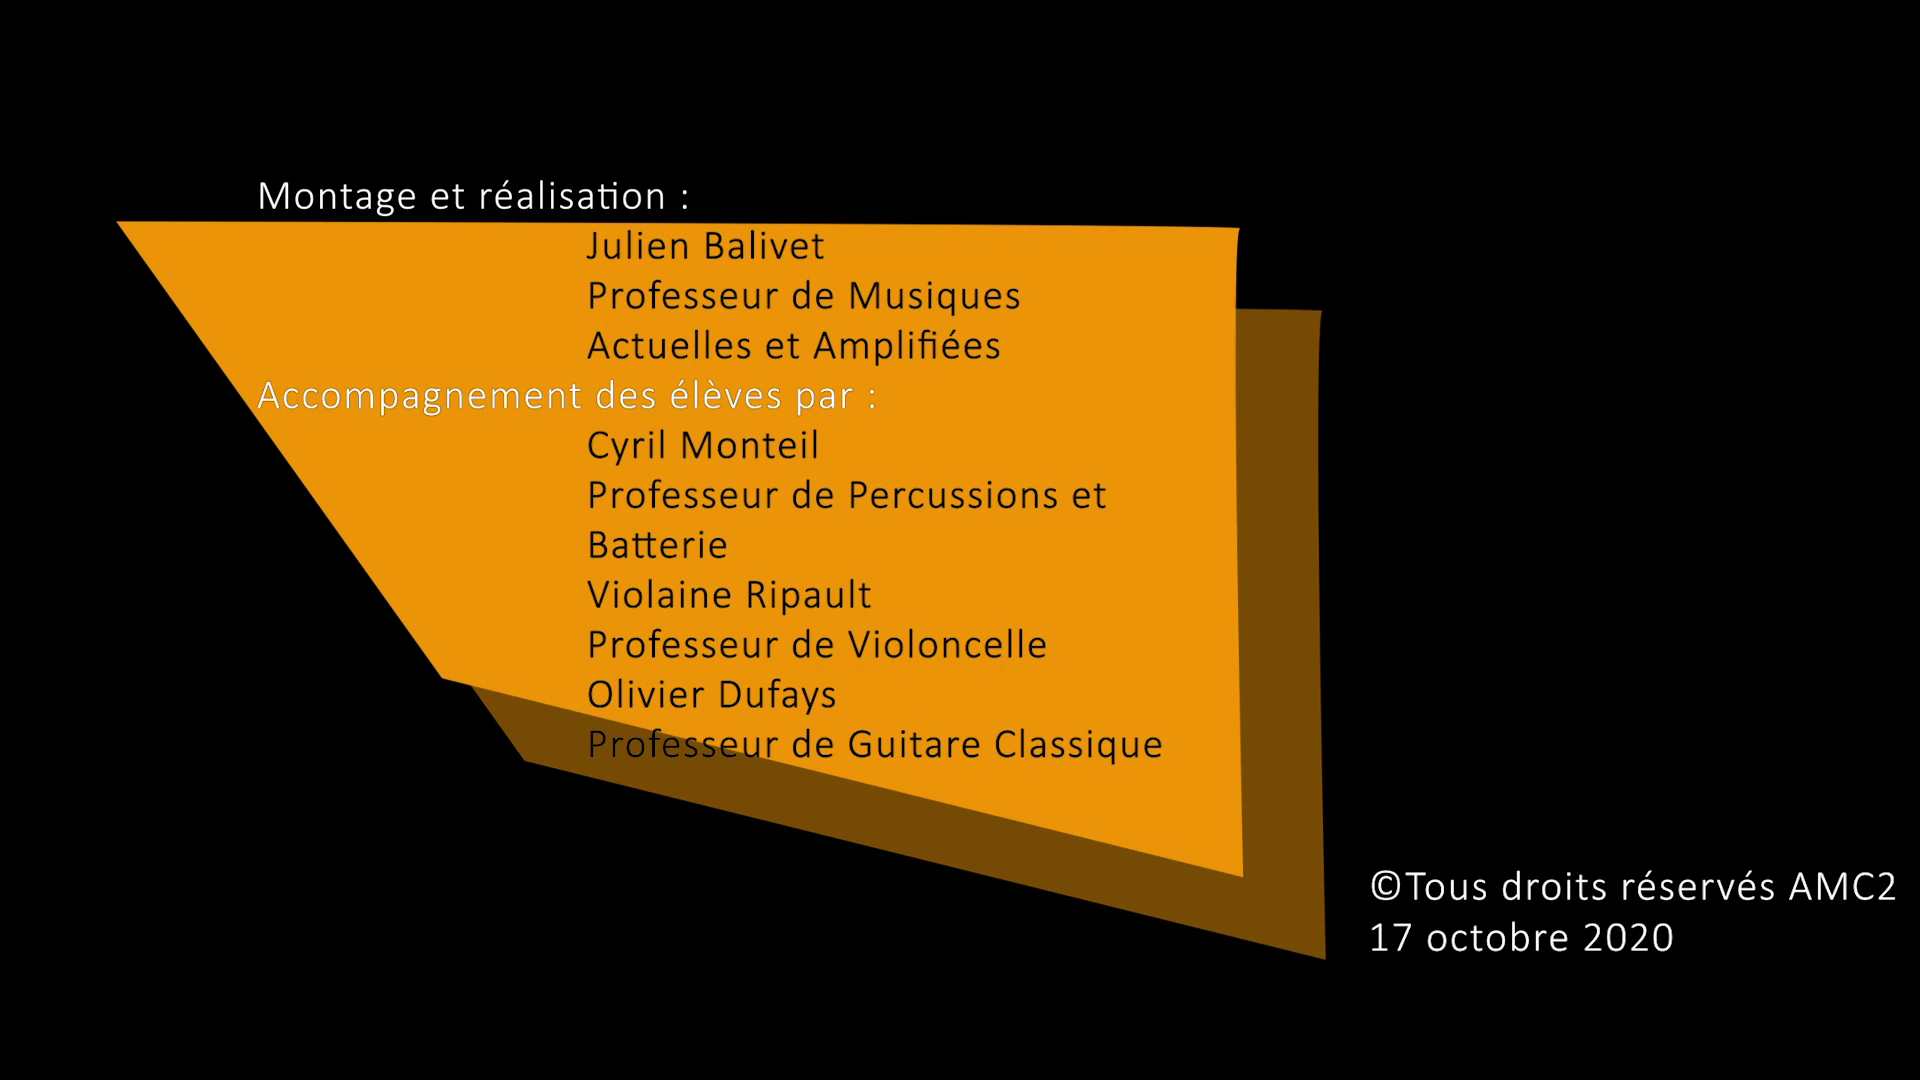 Montage et réalisation :
Julien Balivet
Professeur de Musiques
Actuelles et Amplifiées
Accompagnement des élèves par :
Cyril Monteil
Professeur de Percussions et
Batterie
Violaine Ripault
Professeur de Violoncelle
Olivier Dufays
Professeur de Guitare Classique
©Tous droits réservés AMC2
17 octobre 2020